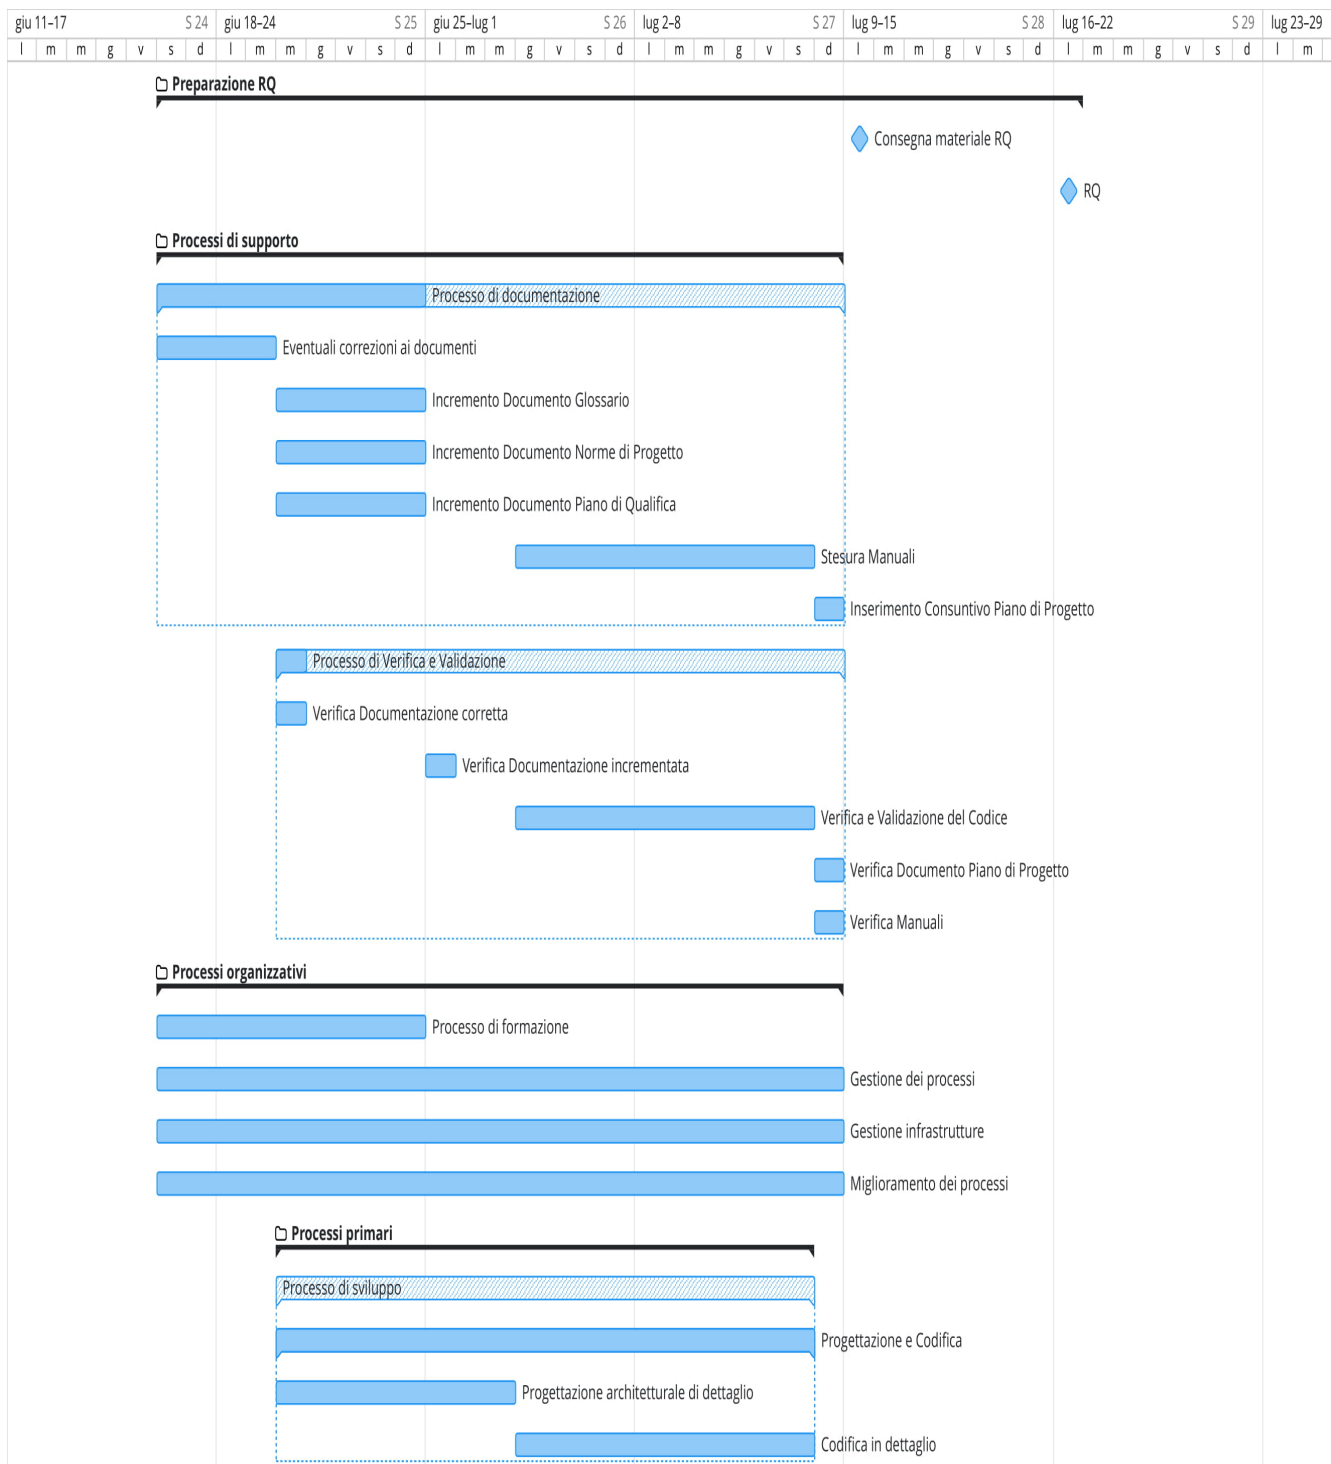 giu 11–17 S 24 giu 18–24 S 25 giu 25–lug 1 S 26 lug 2–8 S 27 lug 9–15 S 28 lug 16–22 S 29 lug 23–29
l m m g v s d l m m g v s d l m m g v s d l m m g v s d l m m g v s d l m m g v s d l m
Preparazione RQ
Consegna materiale RQ
RQ
Processi di supporto
Processo di documentazione
Eventuali correzioni ai documenti
Incremento Documento Glossario
Incremento Documento Norme di Progetto
Incremento Documento Piano di Qualifica
Stesura Manuali
Inserimento Consuntivo Piano di Progetto
Processo di Verifica e Validazione
Verifica Documentazione corretta
Verifica Documentazione incrementata
Verifica e Validazione del Codice
Verifica Documento Piano di Progetto
Verifica Manuali
Processi organizzativi
Processo di formazione
Gestione dei processi
Gestione infrastrutture
Miglioramento dei processi
Processi primari
Processo di sviluppo
Progettazione e Codifica
Progettazione architetturale di dettaglio
Codifica in dettaglio